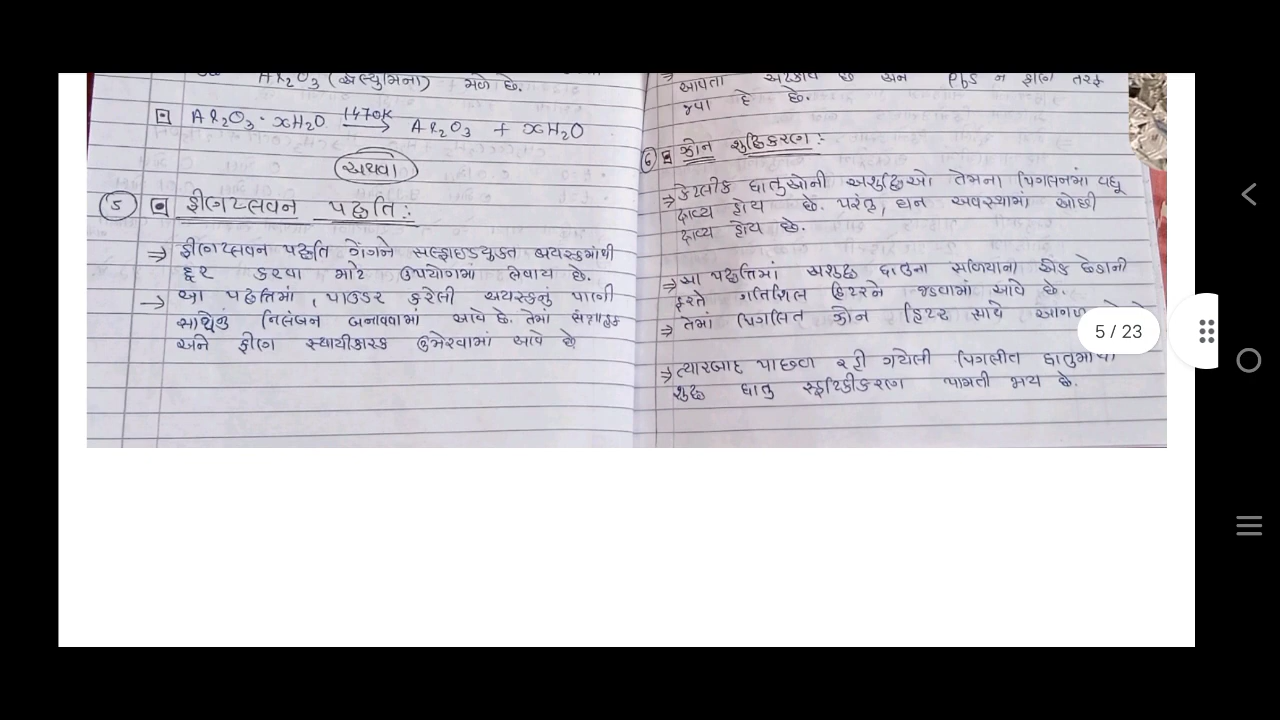 Al₂O₃ (એલ્યુમિના) મળે છે.
Al₂O₃·xH₂O —1470K→ Al₂O₃ + xH₂O
અથવા
5 ફીણપ્લવન પદ્ધતિ :
⇒ ફીણપ્લવન પદ્ધતિ ગેંગને સલ્ફાઇડયુક્ત અયસ્કમાંથી
દૂર કરવા માટે ઉપયોગમાં લેવાય છે.
→ આ પદ્ધતિમાં, પાઉડર કરેલી અયસ્કનું પાણી
સાથેનું નિલંબન બનાવવામાં આવે છે. તેમાં સંગ્રાહક
અને ફીણ સ્થાયીકારક ઉમેરવામાં આવે છે
આપતા અટકાવે છે અને PbS ને ફીણ તરફ
જવા દે છે.
6 ઝોન શુદ્ધિકરણ :
⇒ કેટલીક ધાતુઓની અશુદ્ધિઓ તેમના પિગલનમાં વધુ
દ્રાવ્ય હોય છે. પરંતુ, ઘન અવસ્થામાં ઓછી
દ્રાવ્ય હોય છે.
⇒ આ પદ્ધતિમાં અશુદ્ધ ધાતુના સળિયાના એક છેડાની
ફરતે ગતિશિલ હિટરને જડવામાં આવે છે.
⇒ તેમાં પિગલિત ઝોન હિટર સાથે
⇒ ત્યારબાદ પાછળ રહી ગયેલી પિગલીત
શુદ્ધ ધાતુ સ્ફટિકીકરણ પામતી જાય છે.
5 / 23